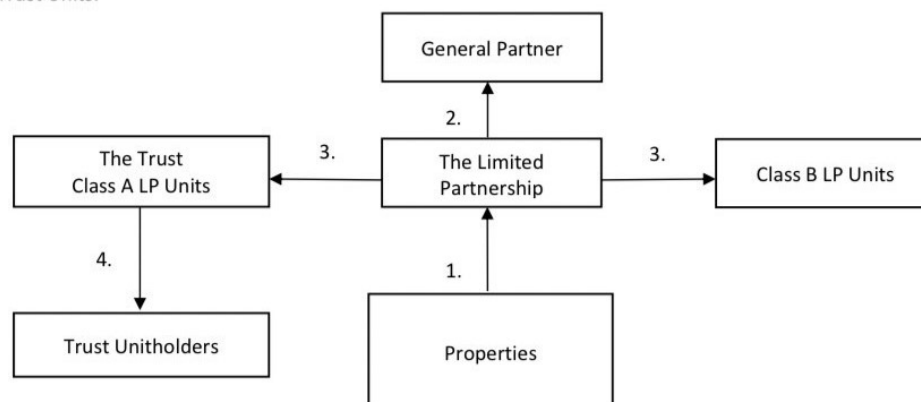 Trust Units.
General Partner
2.
The Trust
Class A LP Units
3.
The Limited
Partnership
3.
Class B LP Units
4.
1.
Trust Unitholders
Properties